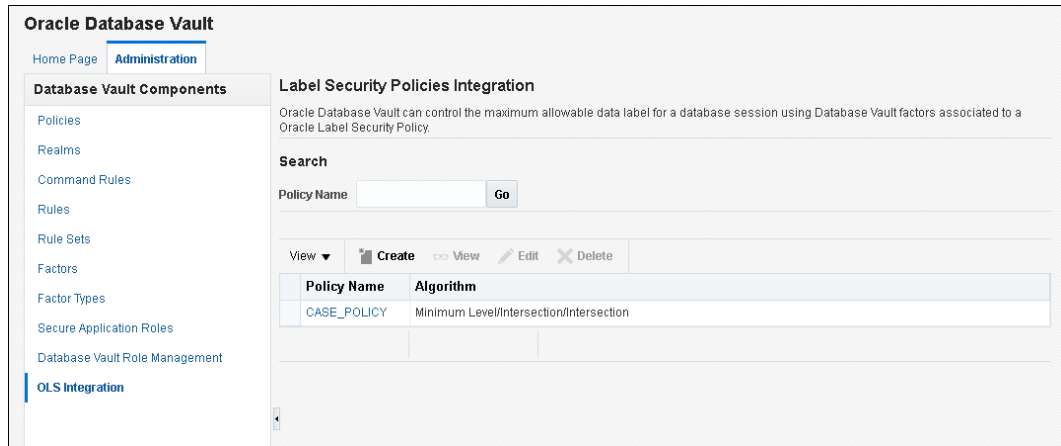 Oracle Database Vault
Home Page Administration
Database Vault Components
Policies
Realms
Command Rules
Rules
Rule Sets
Factors
Factor Types
Secure Application Roles
Database Vault Role Management
OLS Integration
Label Security Policies Integration
Oracle Database Vault can control the maximum allowable data label for a database session using Database Vault factors associated to a
Oracle Label Security Policy.
Search
Policy Name Go
View Create View Edit Delete
Policy Name Algorithm
CASE_POLICY Minimum Level/Intersection/Intersection